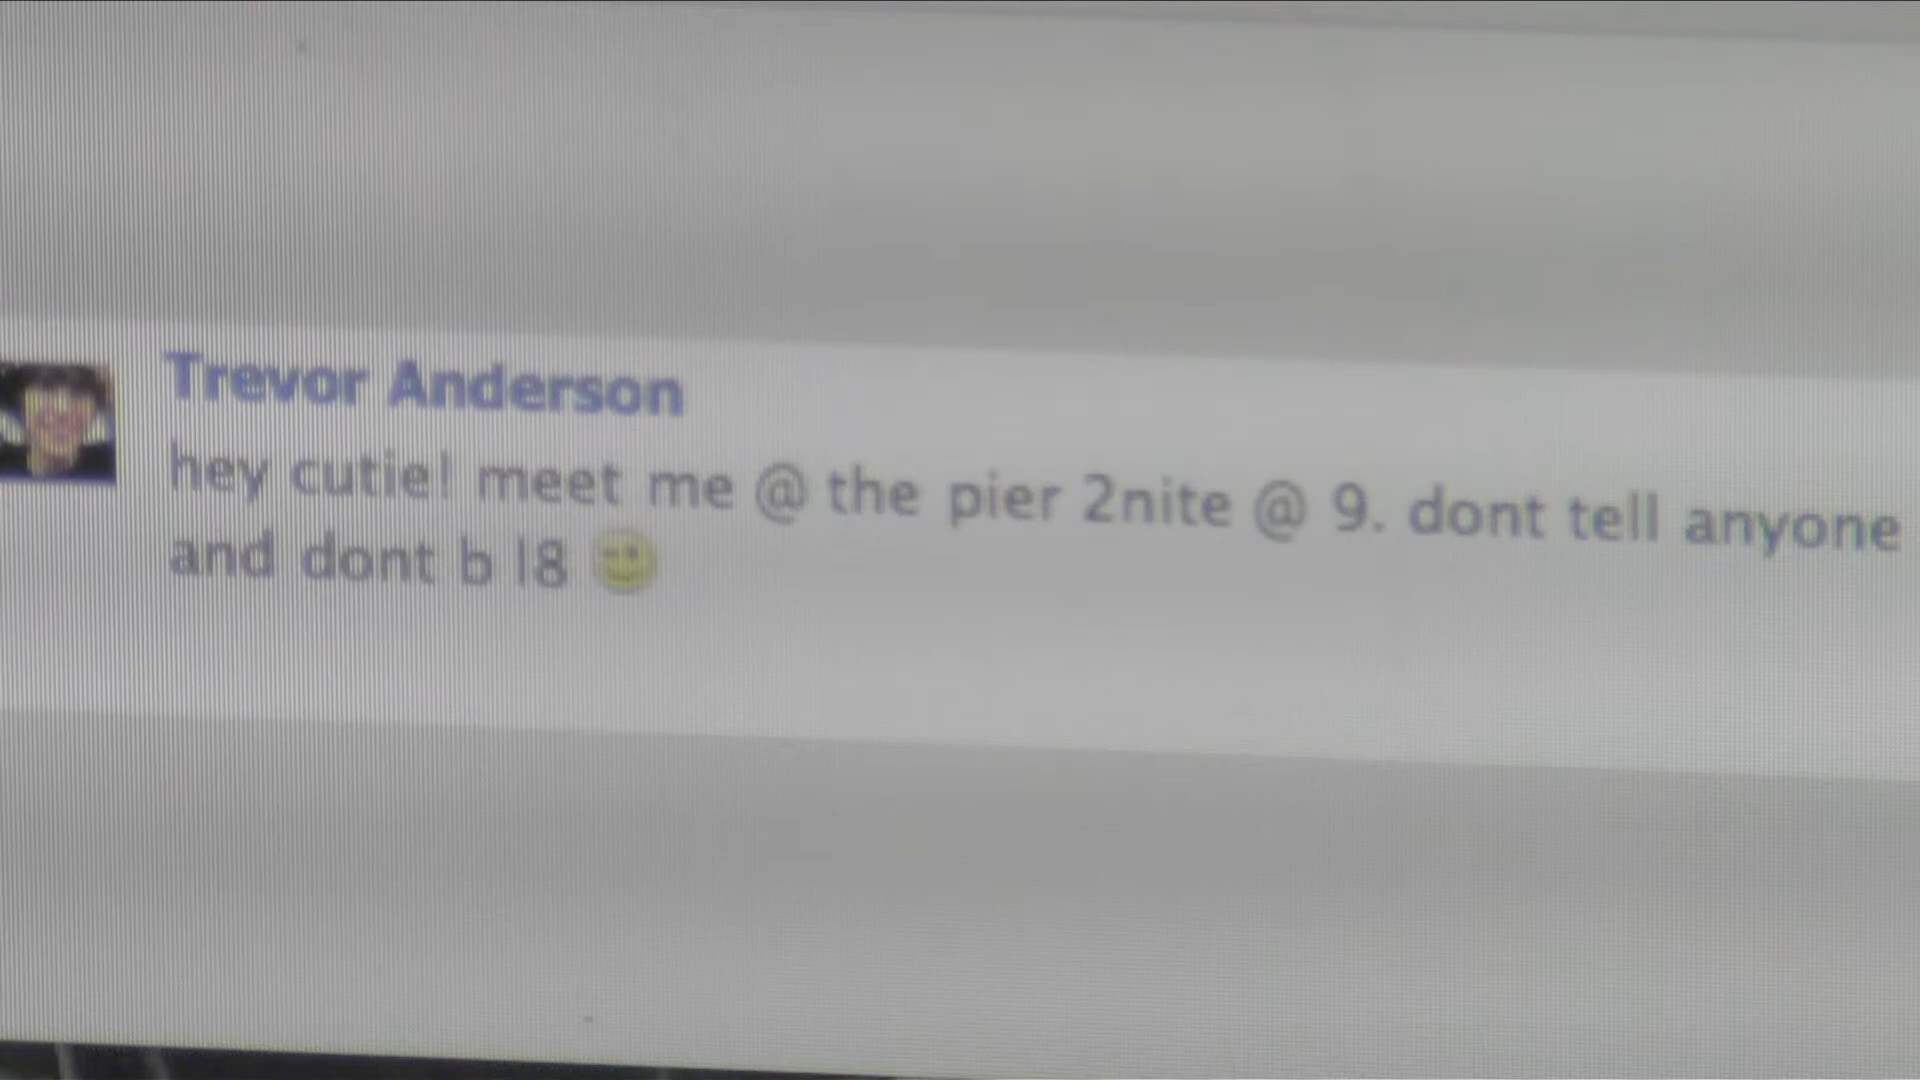 Trevor Anderson
hey cutie! meet me @ the pier 2nite @ 9. dont tell anyone
and dont b l8 🙂